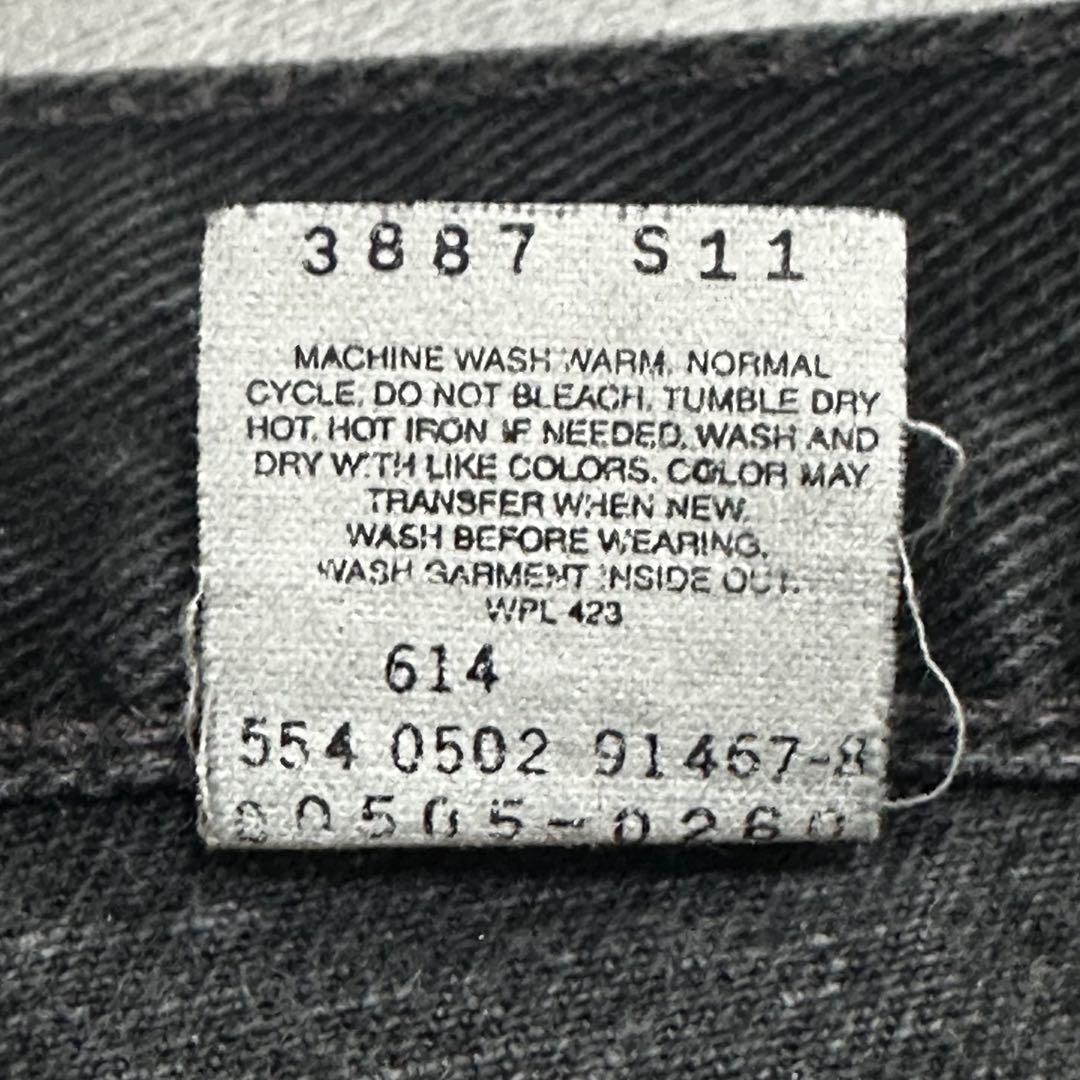 3887 S11
MACHINE WASH WARM, NORMAL
CYCLE, DO NOT BLEACH, TUMBLE DRY
HOT, HOT IRON IF NEEDED. WASH AND
DRY WITH LIKE COLORS. COLOR MAY
TRANSFER WHEN NEW.
WASH BEFORE WEARING.
WASH GARMENT INSIDE OUT.
WPL 423
614
554 0502 91467-8
20505-0260